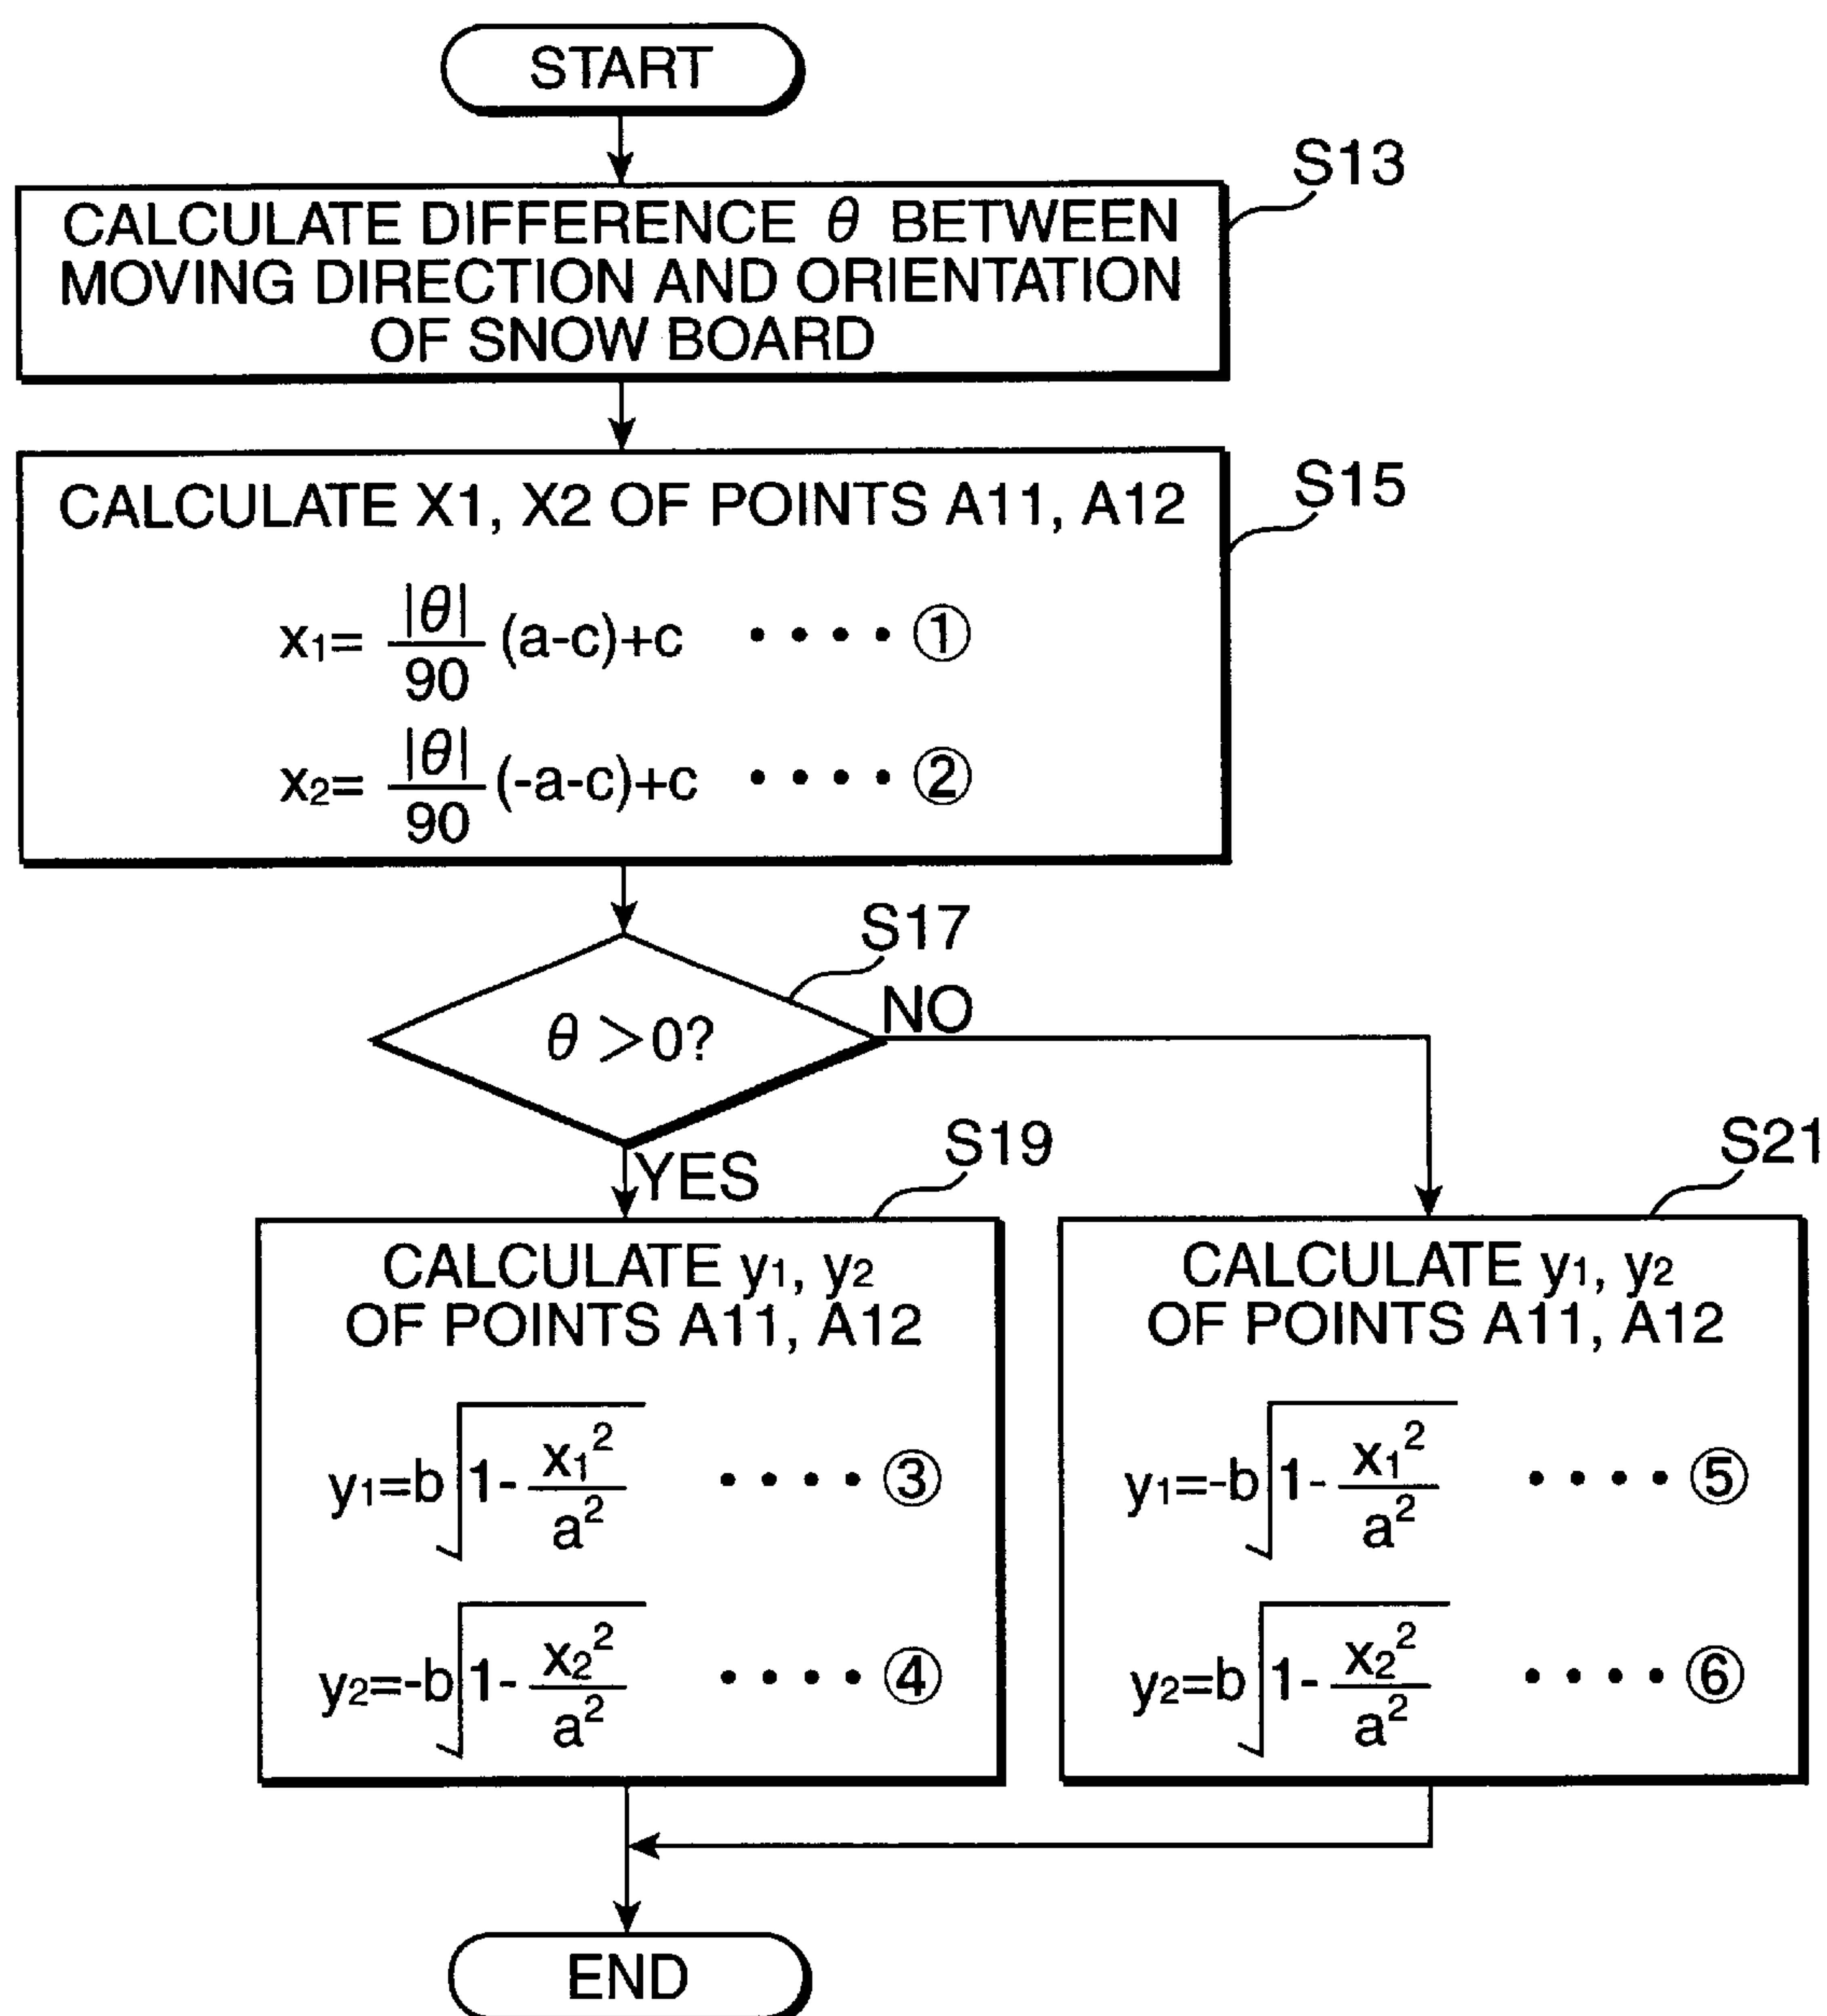 START
S13
CALCULATE DIFFERENCE θ BETWEEN
MOVING DIRECTION AND ORIENTATION
OF SNOW BOARD
S15
CALCULATE X1, X2 OF POINTS A11, A12
x₁= |θ|/90 (a-c)+c ・・・・①
x₂= |θ|/90 (-a-c)+c ・・・・②
S17
θ >0?
NO
YES
S19
CALCULATE y₁, y₂
OF POINTS A11, A12
y₁=b√(1- x₁²/a²) ・・・・③
y₂=-b√(1- x₂²/a²) ・・・・④
S21
CALCULATE y₁, y₂
OF POINTS A11, A12
y₁=-b√(1- x₁²/a²) ・・・・⑤
y₂=b√(1- x₂²/a²) ・・・・⑥
END